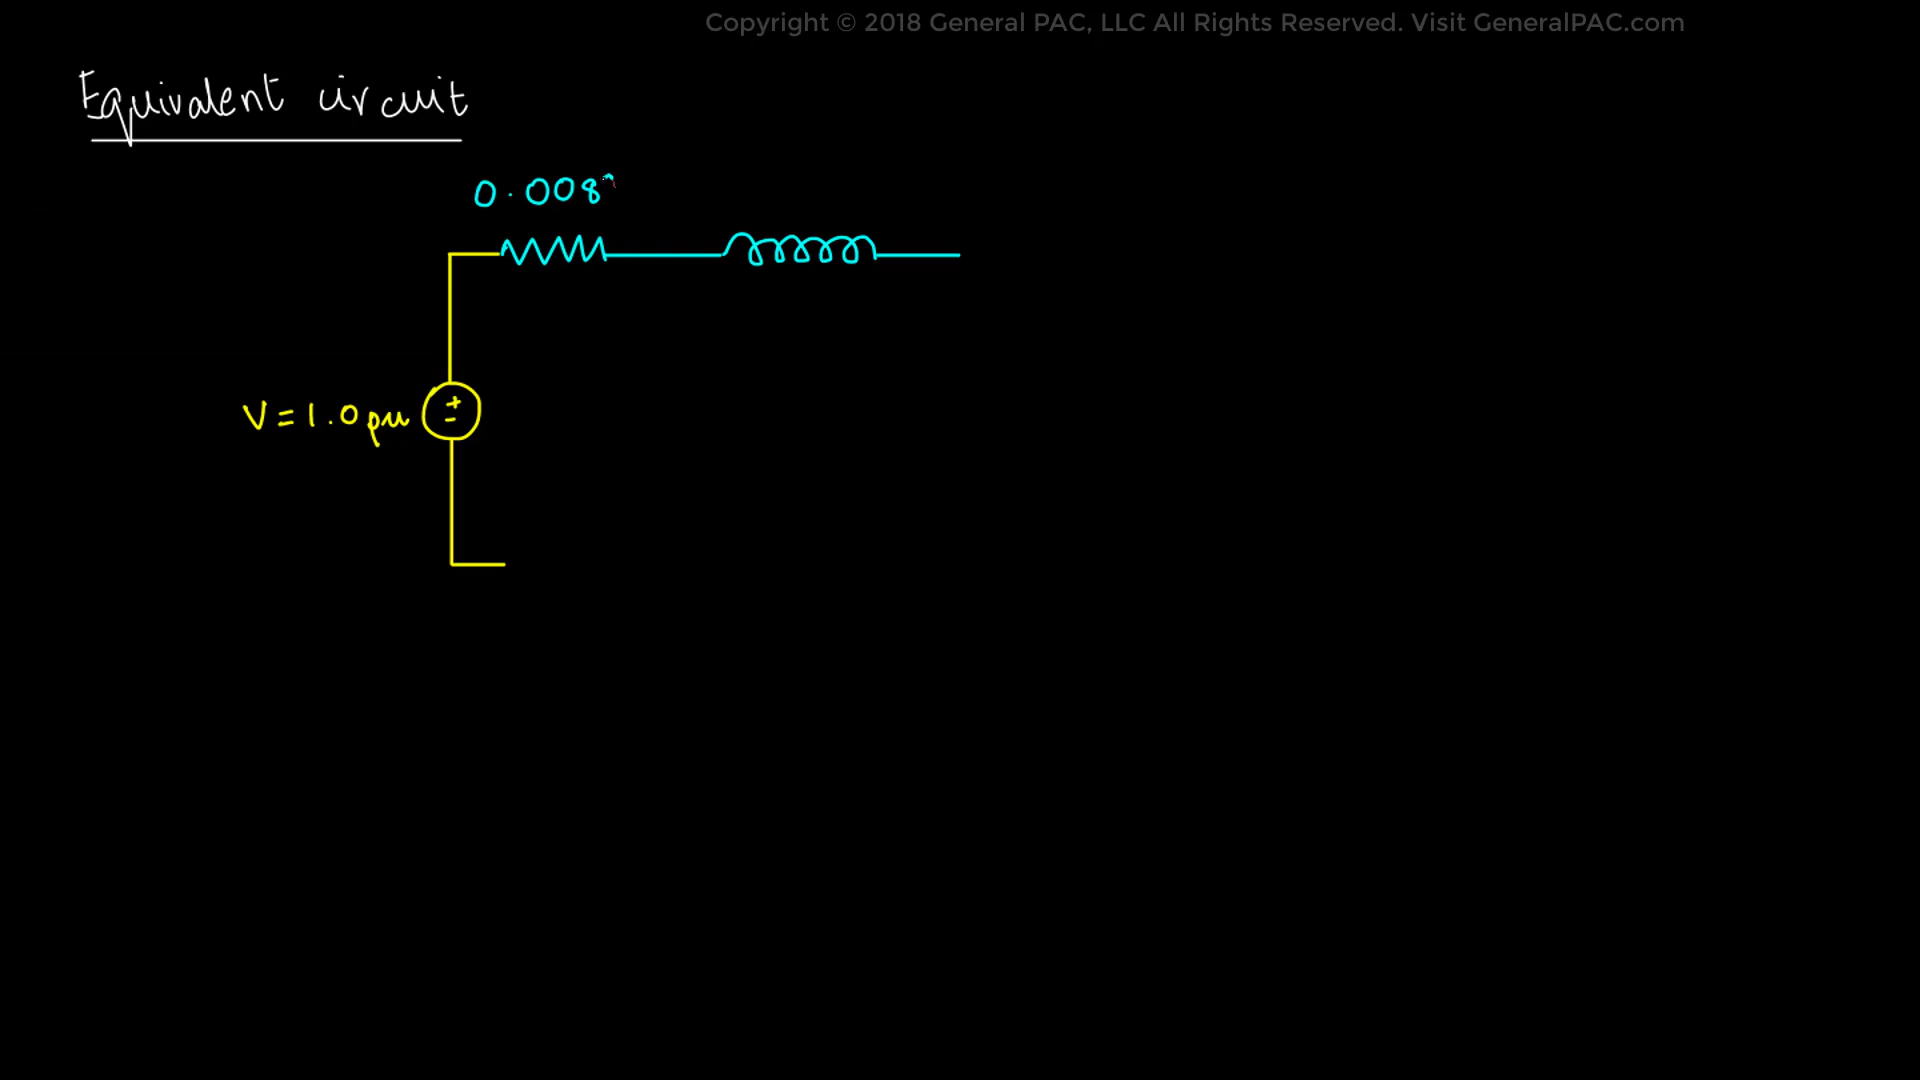 Copyright © 2018 General PAC, LLC All Rights Reserved. Visit GeneralPAC.com
Equivalent circuit
0.008
+
-
V = 1.0 pu